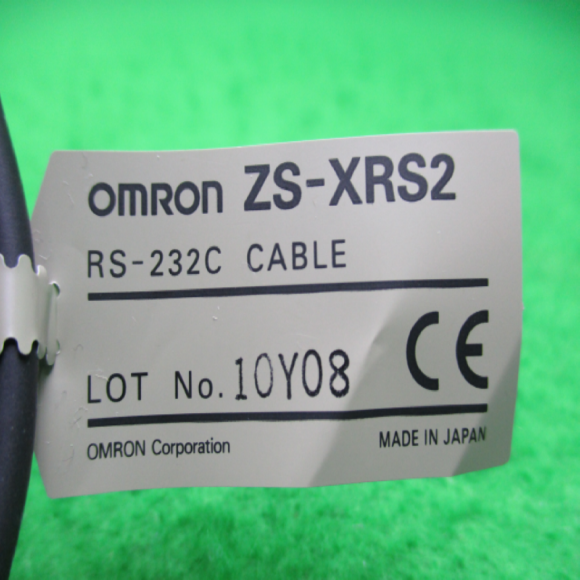 OMRON ZS-XRS2
RS-232C CABLE
LOT No. 10Y08
CE
OMRON Corporation
MADE IN JAPAN